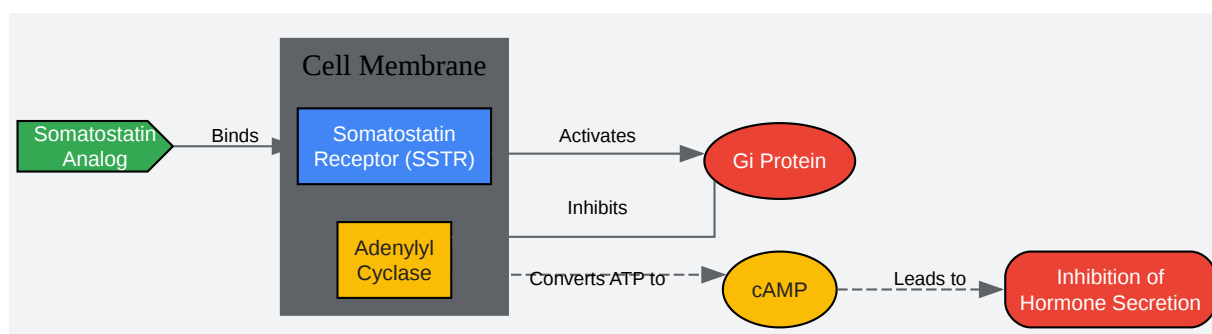 Cell Membrane
Somatostatin
Analog
Binds
Somatostatin
Receptor (SSTR)
Activates
Gi Protein
Inhibits
Adenylyl
Cyclase
Converts ATP to
cAMP
Leads to
Inhibition of
Hormone Secretion